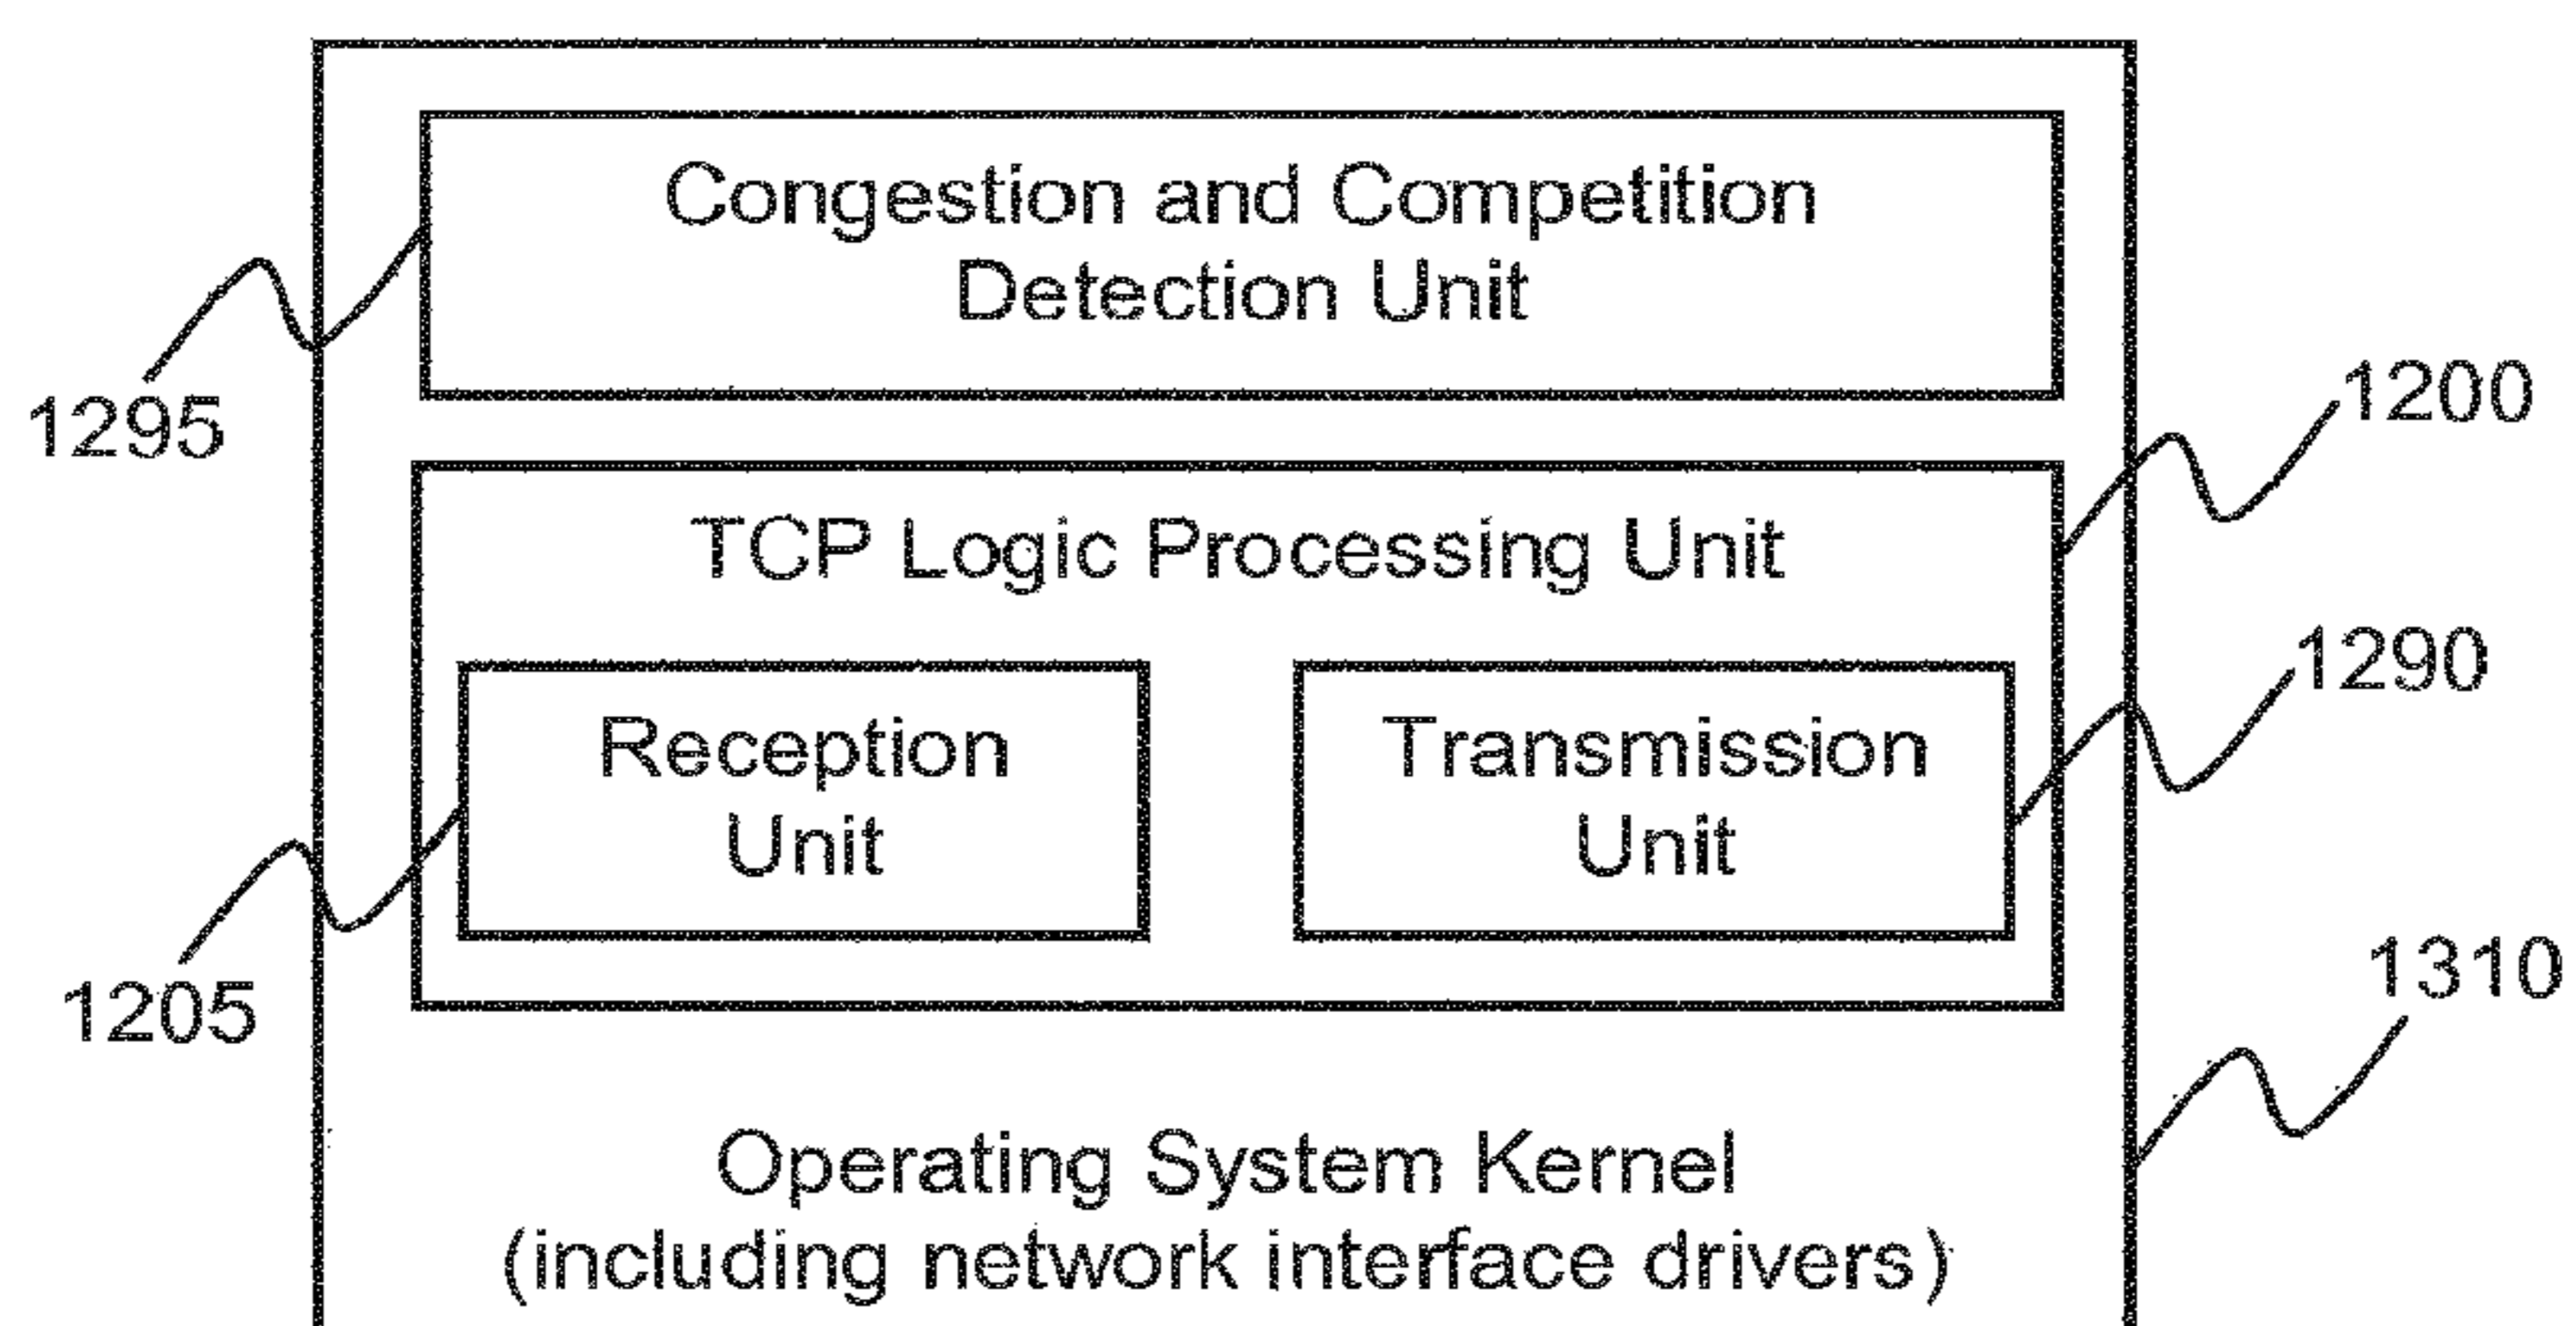 Congestion and Competition
Detection Unit
1295
1200
TCP Logic Processing Unit
1290
Reception
Unit
Transmission
Unit
1205
1310
Operating System Kernel
(including network interface drivers)